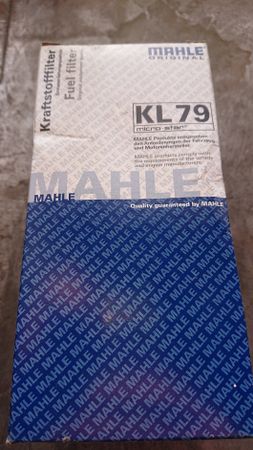 Kraftstofffilter
Fuel filter
MAHLE
ORIGINAL
KL 79
micro-star
MAHLE Produkte entsprechen
den Anforderungen der Fahrzeug-
und Motorenhersteller.
MAHLE products comply with
the requirements of the vehicle
and engine manufacturers.
MAHLE
MAHLE
Quality guaranteed by MAHLE